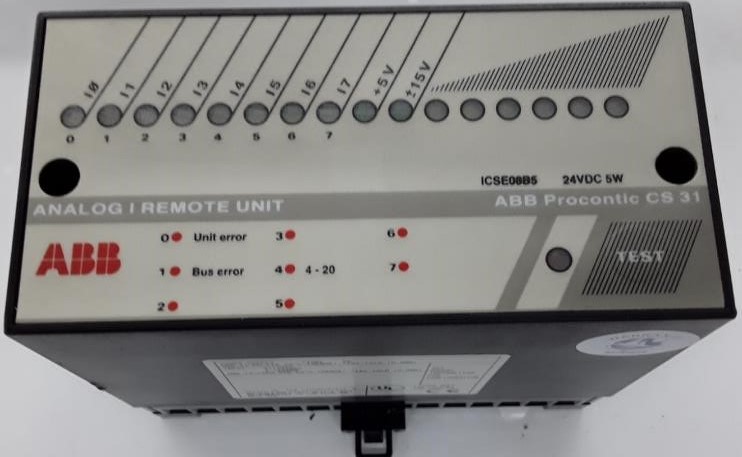 I0 I1 I2 I3 I4 I5 I6 I7 +5V ±15V
0 1 2 3 4 5 6 7
ICSE08B5 24VDC 5W
ANALOG I REMOTE UNIT ABB Procontic CS 31
ABB
0 Unit error 3 6
1 Bus error 4 4-20 7
2 5
TEST